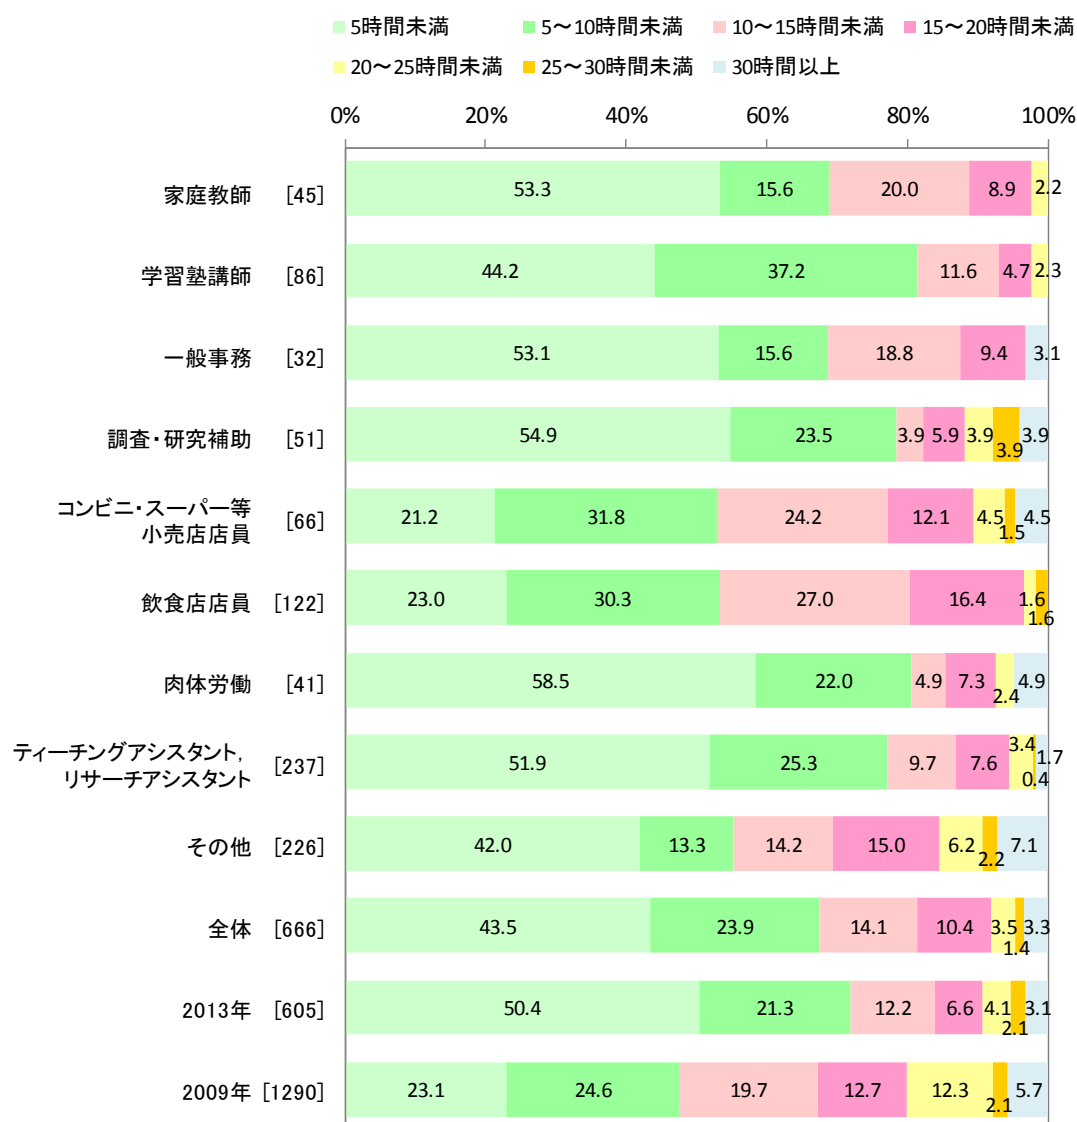 5時間未満 5～10時間未満 10～15時間未満 15～20時間未満
20～25時間未満 25～30時間未満 30時間以上
0% 20% 40% 60% 80% 100%
家庭教師 [45] 53.3 15.6 20.0 8.9 2.2
学習塾講師 [86] 44.2 37.2 11.6 4.7 2.3
一般事務 [32] 53.1 15.6 18.8 9.4 3.1
調査・研究補助 [51] 54.9 23.5 3.9 5.9 3.9 3.9 3.9
コンビニ・スーパー等
小売店店員 [66] 21.2 31.8 24.2 12.1 4.5 1.5 4.5
飲食店店員 [122] 23.0 30.3 27.0 16.4 1.6 1.6
肉体労働 [41] 58.5 22.0 4.9 7.3 2.4 4.9
ティーチングアシスタント,
リサーチアシスタント [237] 51.9 25.3 9.7 7.6 3.4 0.4 1.7
その他 [226] 42.0 13.3 14.2 15.0 6.2 2.2 7.1
全体 [666] 43.5 23.9 14.1 10.4 3.5 1.4 3.3
2013年 [605] 50.4 21.3 12.2 6.6 4.1 2.1 3.1
2009年 [1290] 23.1 24.6 19.7 12.7 12.3 2.1 5.7